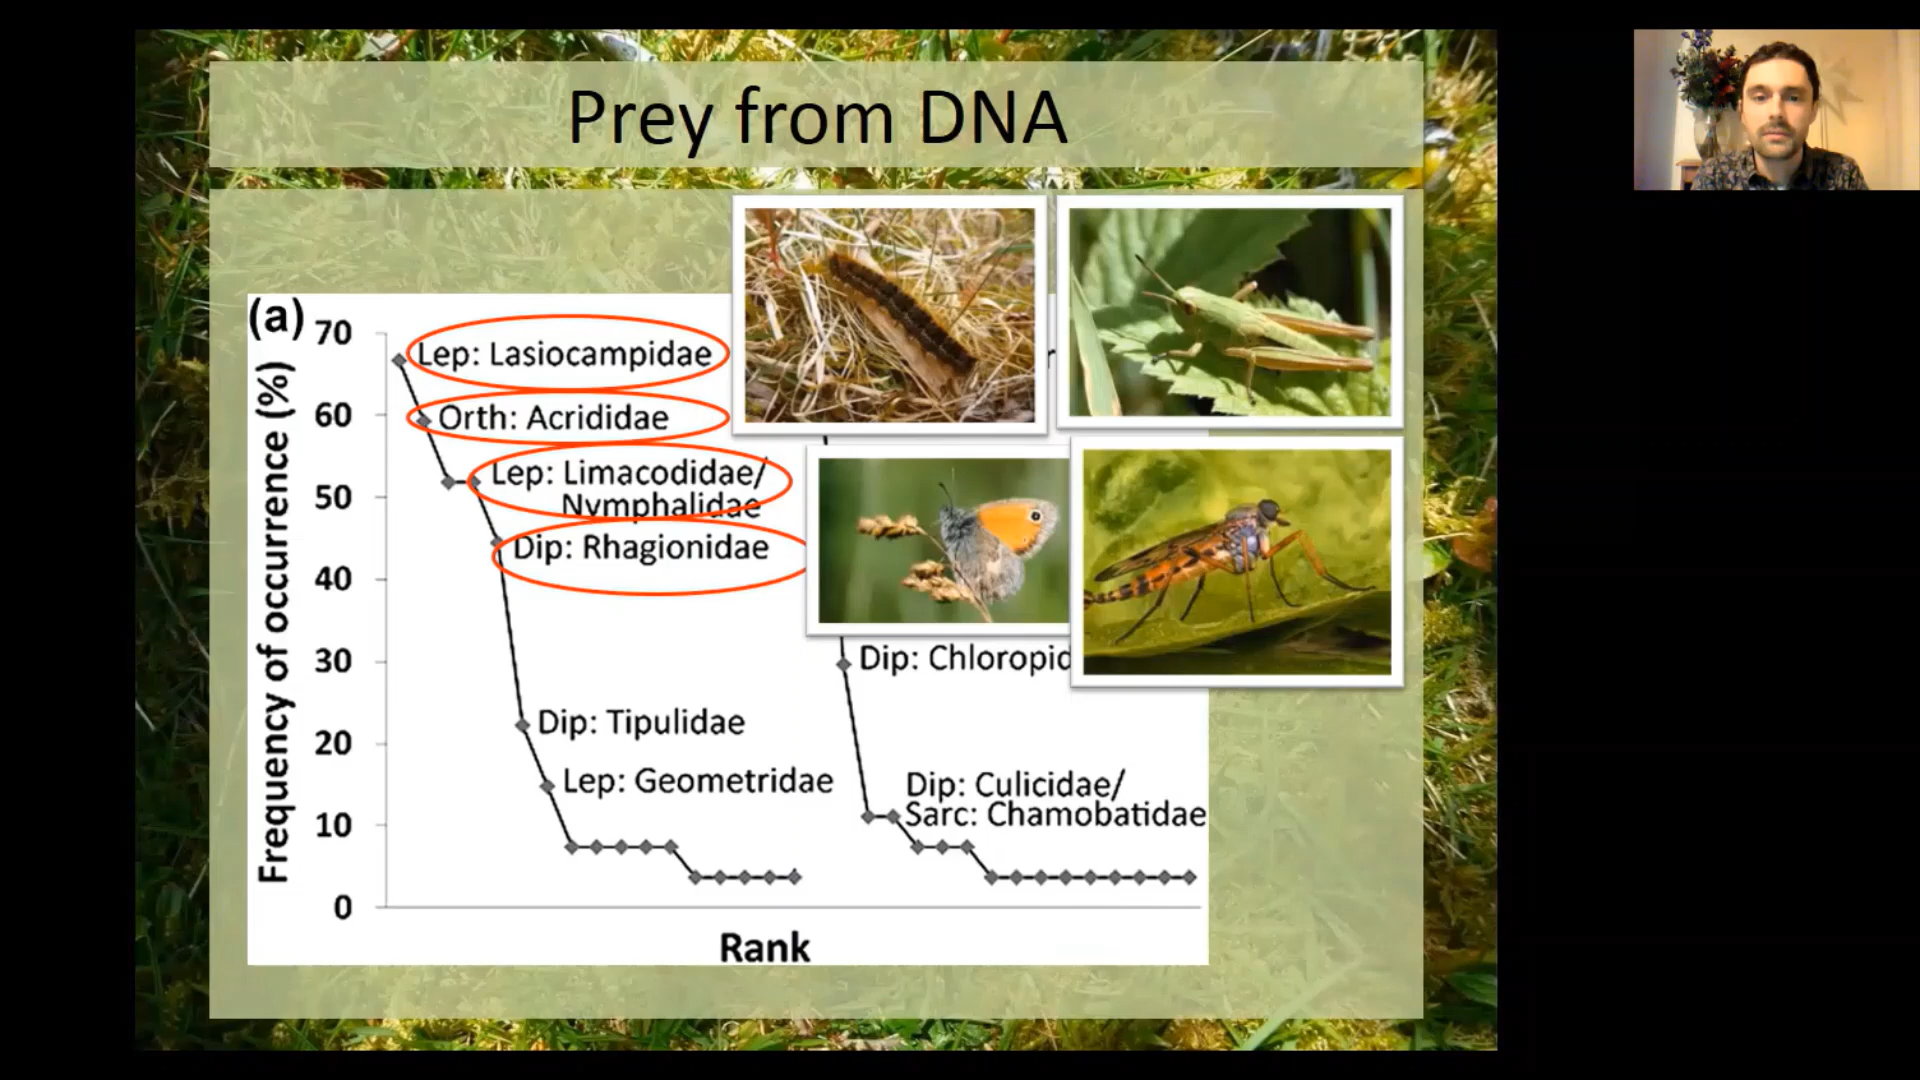 Prey from DNA
(a)
70
60
50
40
30
20
10
0
Frequency of occurrence (%)
Lep: Lasiocampidae
Orth: Acrididae
Lep: Limacodidae/
Nymphalidae
Dip: Rhagionidae
Dip: Tipulidae
Lep: Geometridae
Dip: Chloropid
Dip: Culicidae/
Sarc: Chamobatidae
Rank